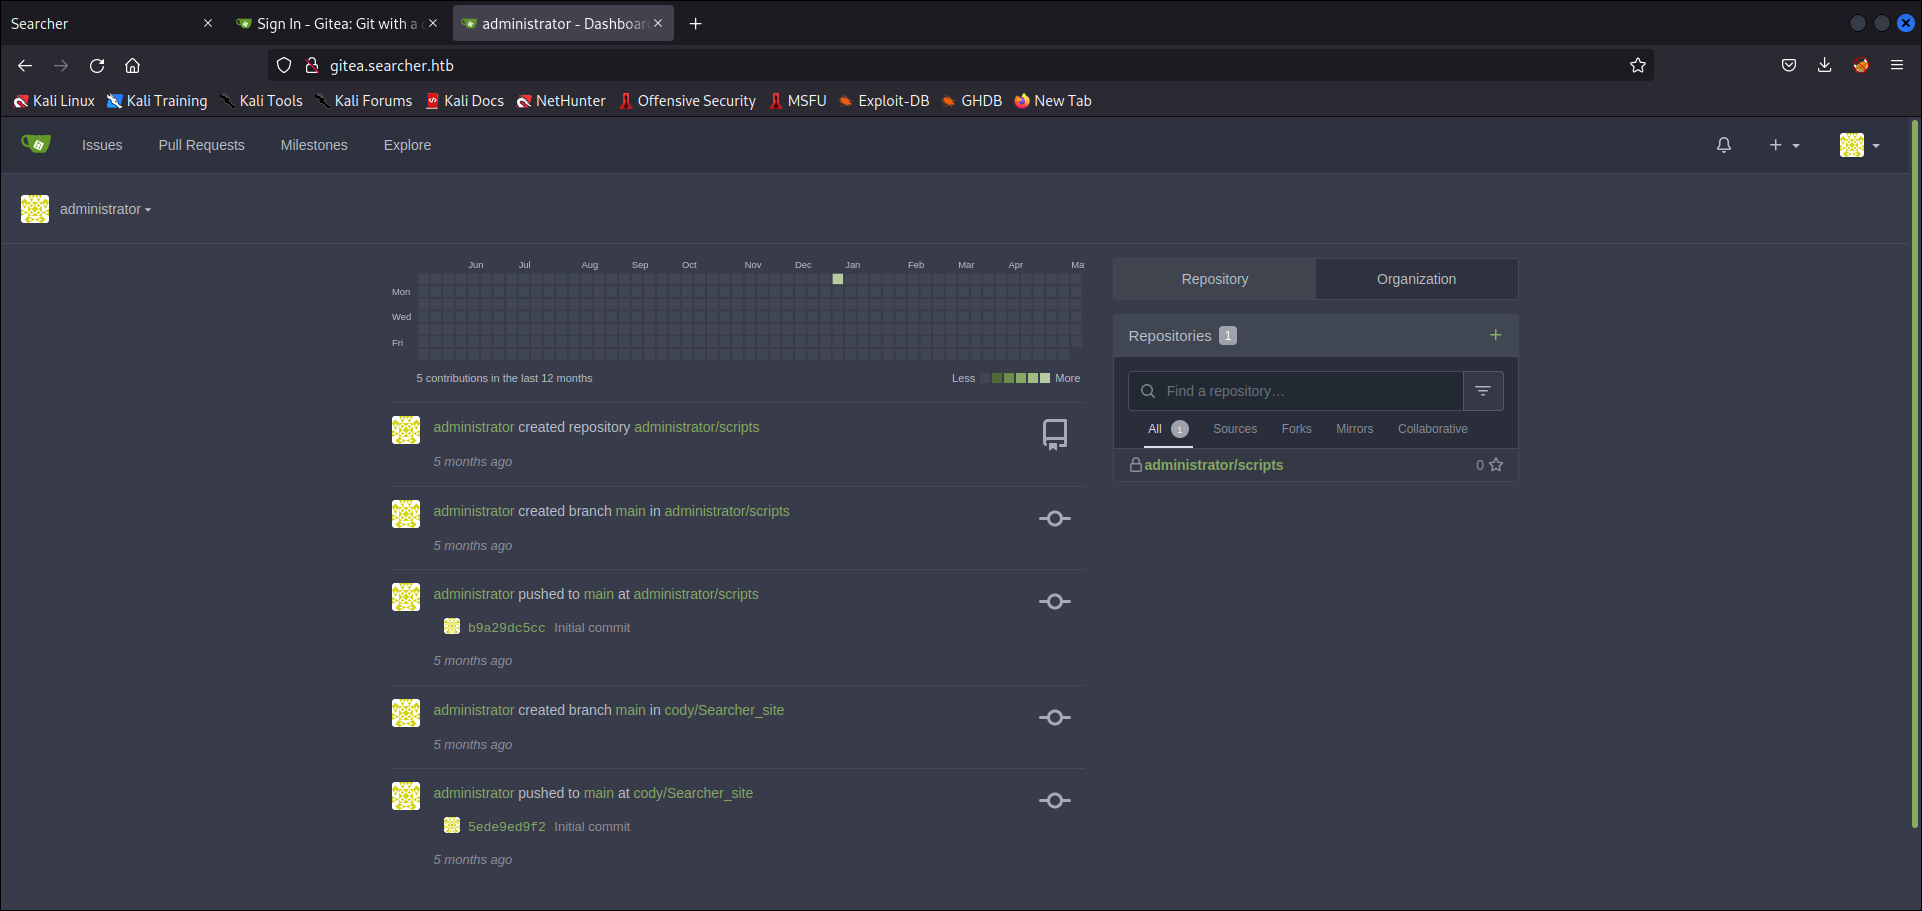 Searcher
Sign In - Gitea: Git with a c
administrator - Dashboar
gitea.searcher.htb
Kali Linux Kali Training Kali Tools Kali Forums Kali Docs NetHunter Offensive Security MSFU Exploit-DB GHDB New Tab
Issues Pull Requests Milestones Explore
administrator
Jun Jul Aug Sep Oct Nov Dec Jan Feb Mar Apr Ma
Mon
Wed
Fri
5 contributions in the last 12 months Less More
administrator created repository administrator/scripts
5 months ago
administrator created branch main in administrator/scripts
5 months ago
administrator pushed to main at administrator/scripts
b9a29dc5cc Initial commit
5 months ago
administrator created branch main in cody/Searcher_site
5 months ago
administrator pushed to main at cody/Searcher_site
5ede9ed9f2 Initial commit
5 months ago
Repository Organization
Repositories 1
Find a repository…
All 1 Sources Forks Mirrors Collaborative
administrator/scripts 0